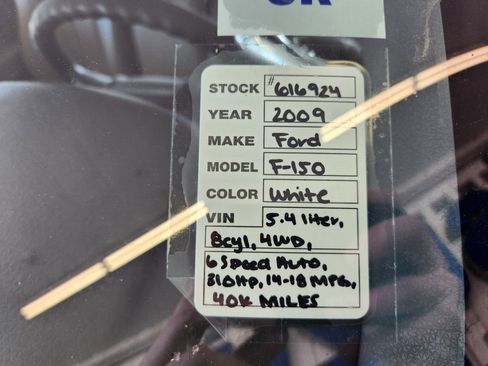 STOCK #616924
YEAR 2009
MAKE Ford
MODEL F-150
COLOR White
VIN 5.4 liter,
8cyl, 4WD,
6 Speed Auto,
310Hp, 14-18 MPG,
40K MILES